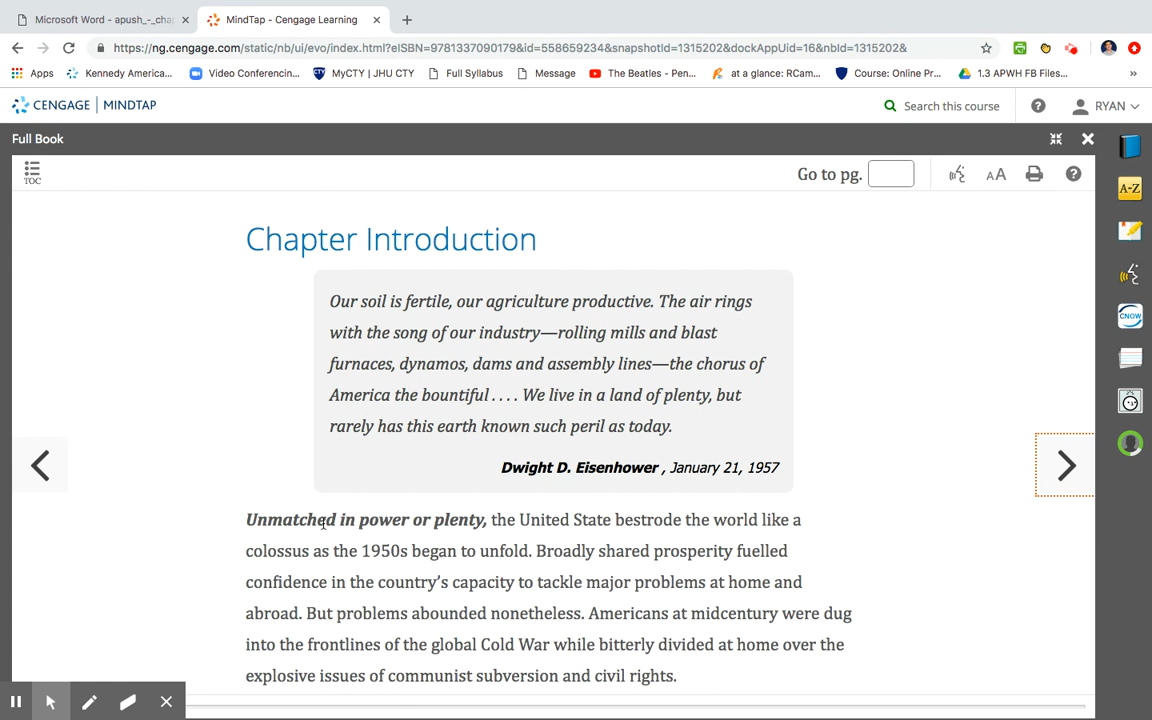 Microsoft Word - apush_-_cha
MindTap - Cengage Learning
https://ng.cengage.com/static/nb/ui/evo/index.html?eISBN=9781337090179&id=558659234&snapshotId=1315202&dockAppUid=16&nbId=1315202&
Apps
Kennedy America...
Video Conferencin...
CTY
MyCTY | JHU CTY
Full Syllabus
Message
The Beatles - Pen...
at a glance: RCam...
Course: Online Pr...
1.3 APWH FB Files...
CENGAGE | MINDTAP
Search this course
RYAN
Full Book
TOC
Go to pg.
AA
A-Z
CNOW
Chapter Introduction
Our soil is fertile, our agriculture productive. The air rings
with the song of our industry—rolling mills and blast
furnaces, dynamos, dams and assembly lines—the chorus of
America the bountiful . . . . We live in a land of plenty, but
rarely has this earth known such peril as today.
Dwight D. Eisenhower , January 21, 1957
Unmatched in power or plenty, the United State bestrode the world like a
colossus as the 1950s began to unfold. Broadly shared prosperity fuelled
confidence in the country's capacity to tackle major problems at home and
abroad. But problems abounded nonetheless. Americans at midcentury were dug
into the frontlines of the global Cold War while bitterly divided at home over the
explosive issues of communist subversion and civil rights.